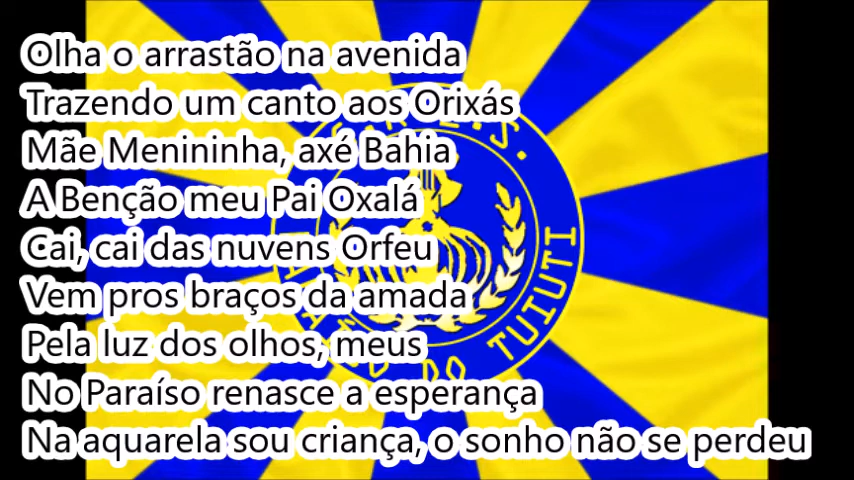 Olha o arrastão na avenida
Trazendo um canto aos Orixás
Mãe Menininha, axé Bahia
A Benção meu Pai Oxalá
Cai, cai das nuvens Orfeu
Vem pros braços da amada
Pela luz dos olhos, meus
No Paraíso renasce a esperança
Na aquarela sou criança, o sonho não se perdeu
DO TUIUTI